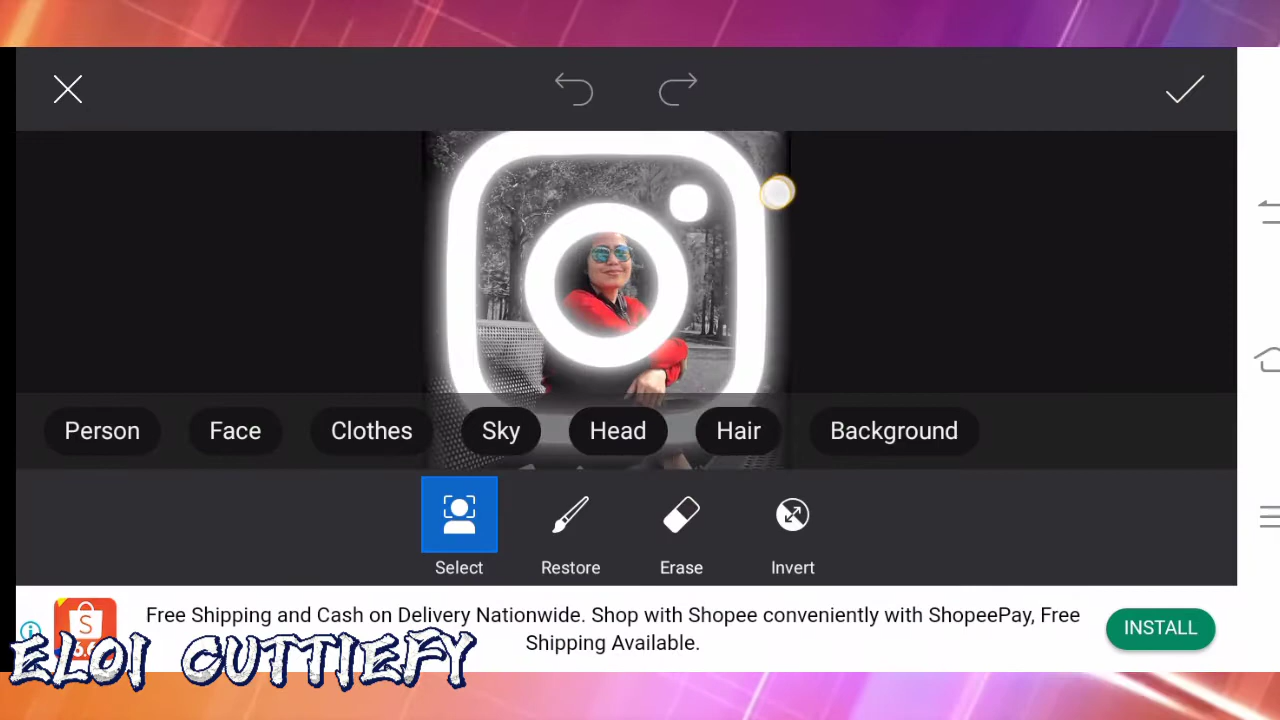 Person Face Clothes Sky Head Hair Background
Select Restore Erase Invert
Free Shipping and Cash on Delivery Nationwide. Shop with Shopee conveniently with ShopeePay, Free
Shipping Available.
INSTALL
ELOI CUTTIEFY